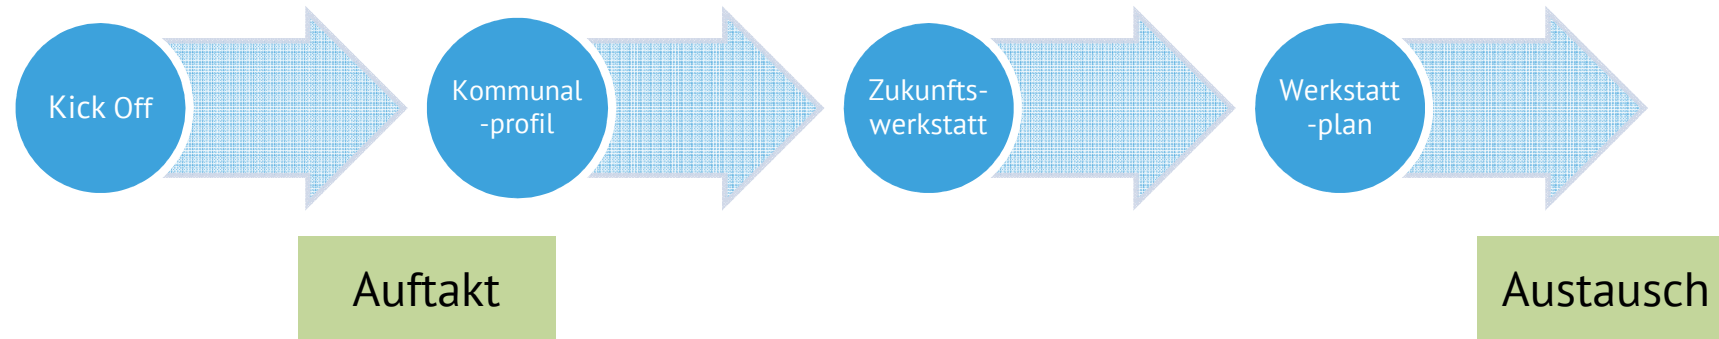 Kick Off
Kommunal
-profil
Zukunfts-
werkstatt
Werkstatt
-plan
Auftakt
Austausch